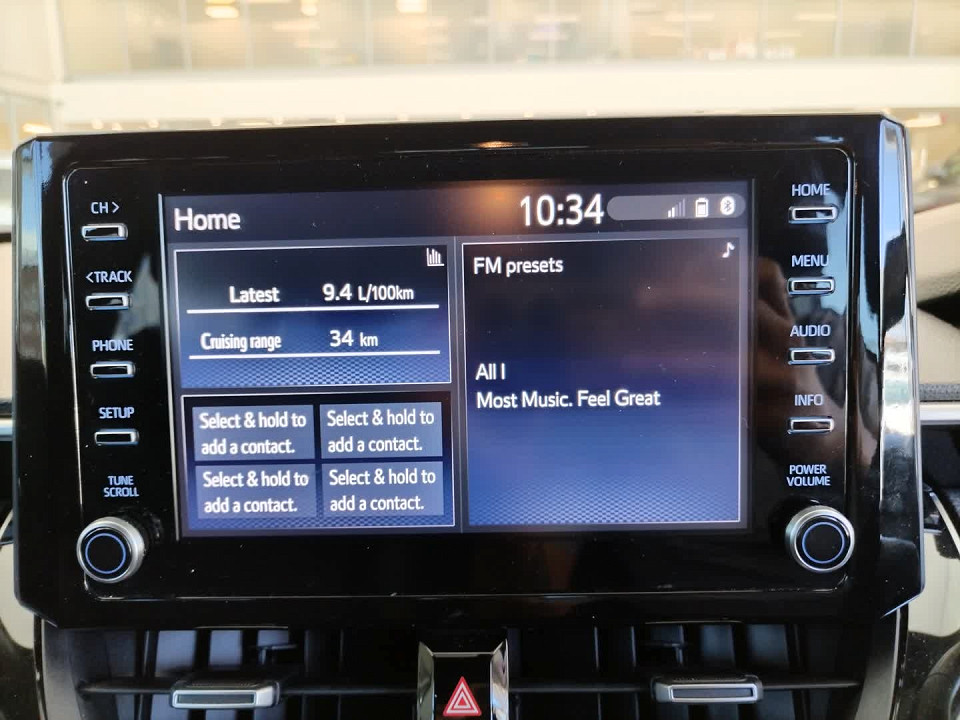 CH >
< TRACK
PHONE
SETUP
TUNE
SCROLL
Home
10:34
Latest 9.4 L/100km
Cruising range 34 km
Select & hold to
add a contact.
Select & hold to
add a contact.
Select & hold to
add a contact.
Select & hold to
add a contact.
FM presets
All I
Most Music. Feel Great
HOME
MENU
AUDIO
INFO
POWER
VOLUME